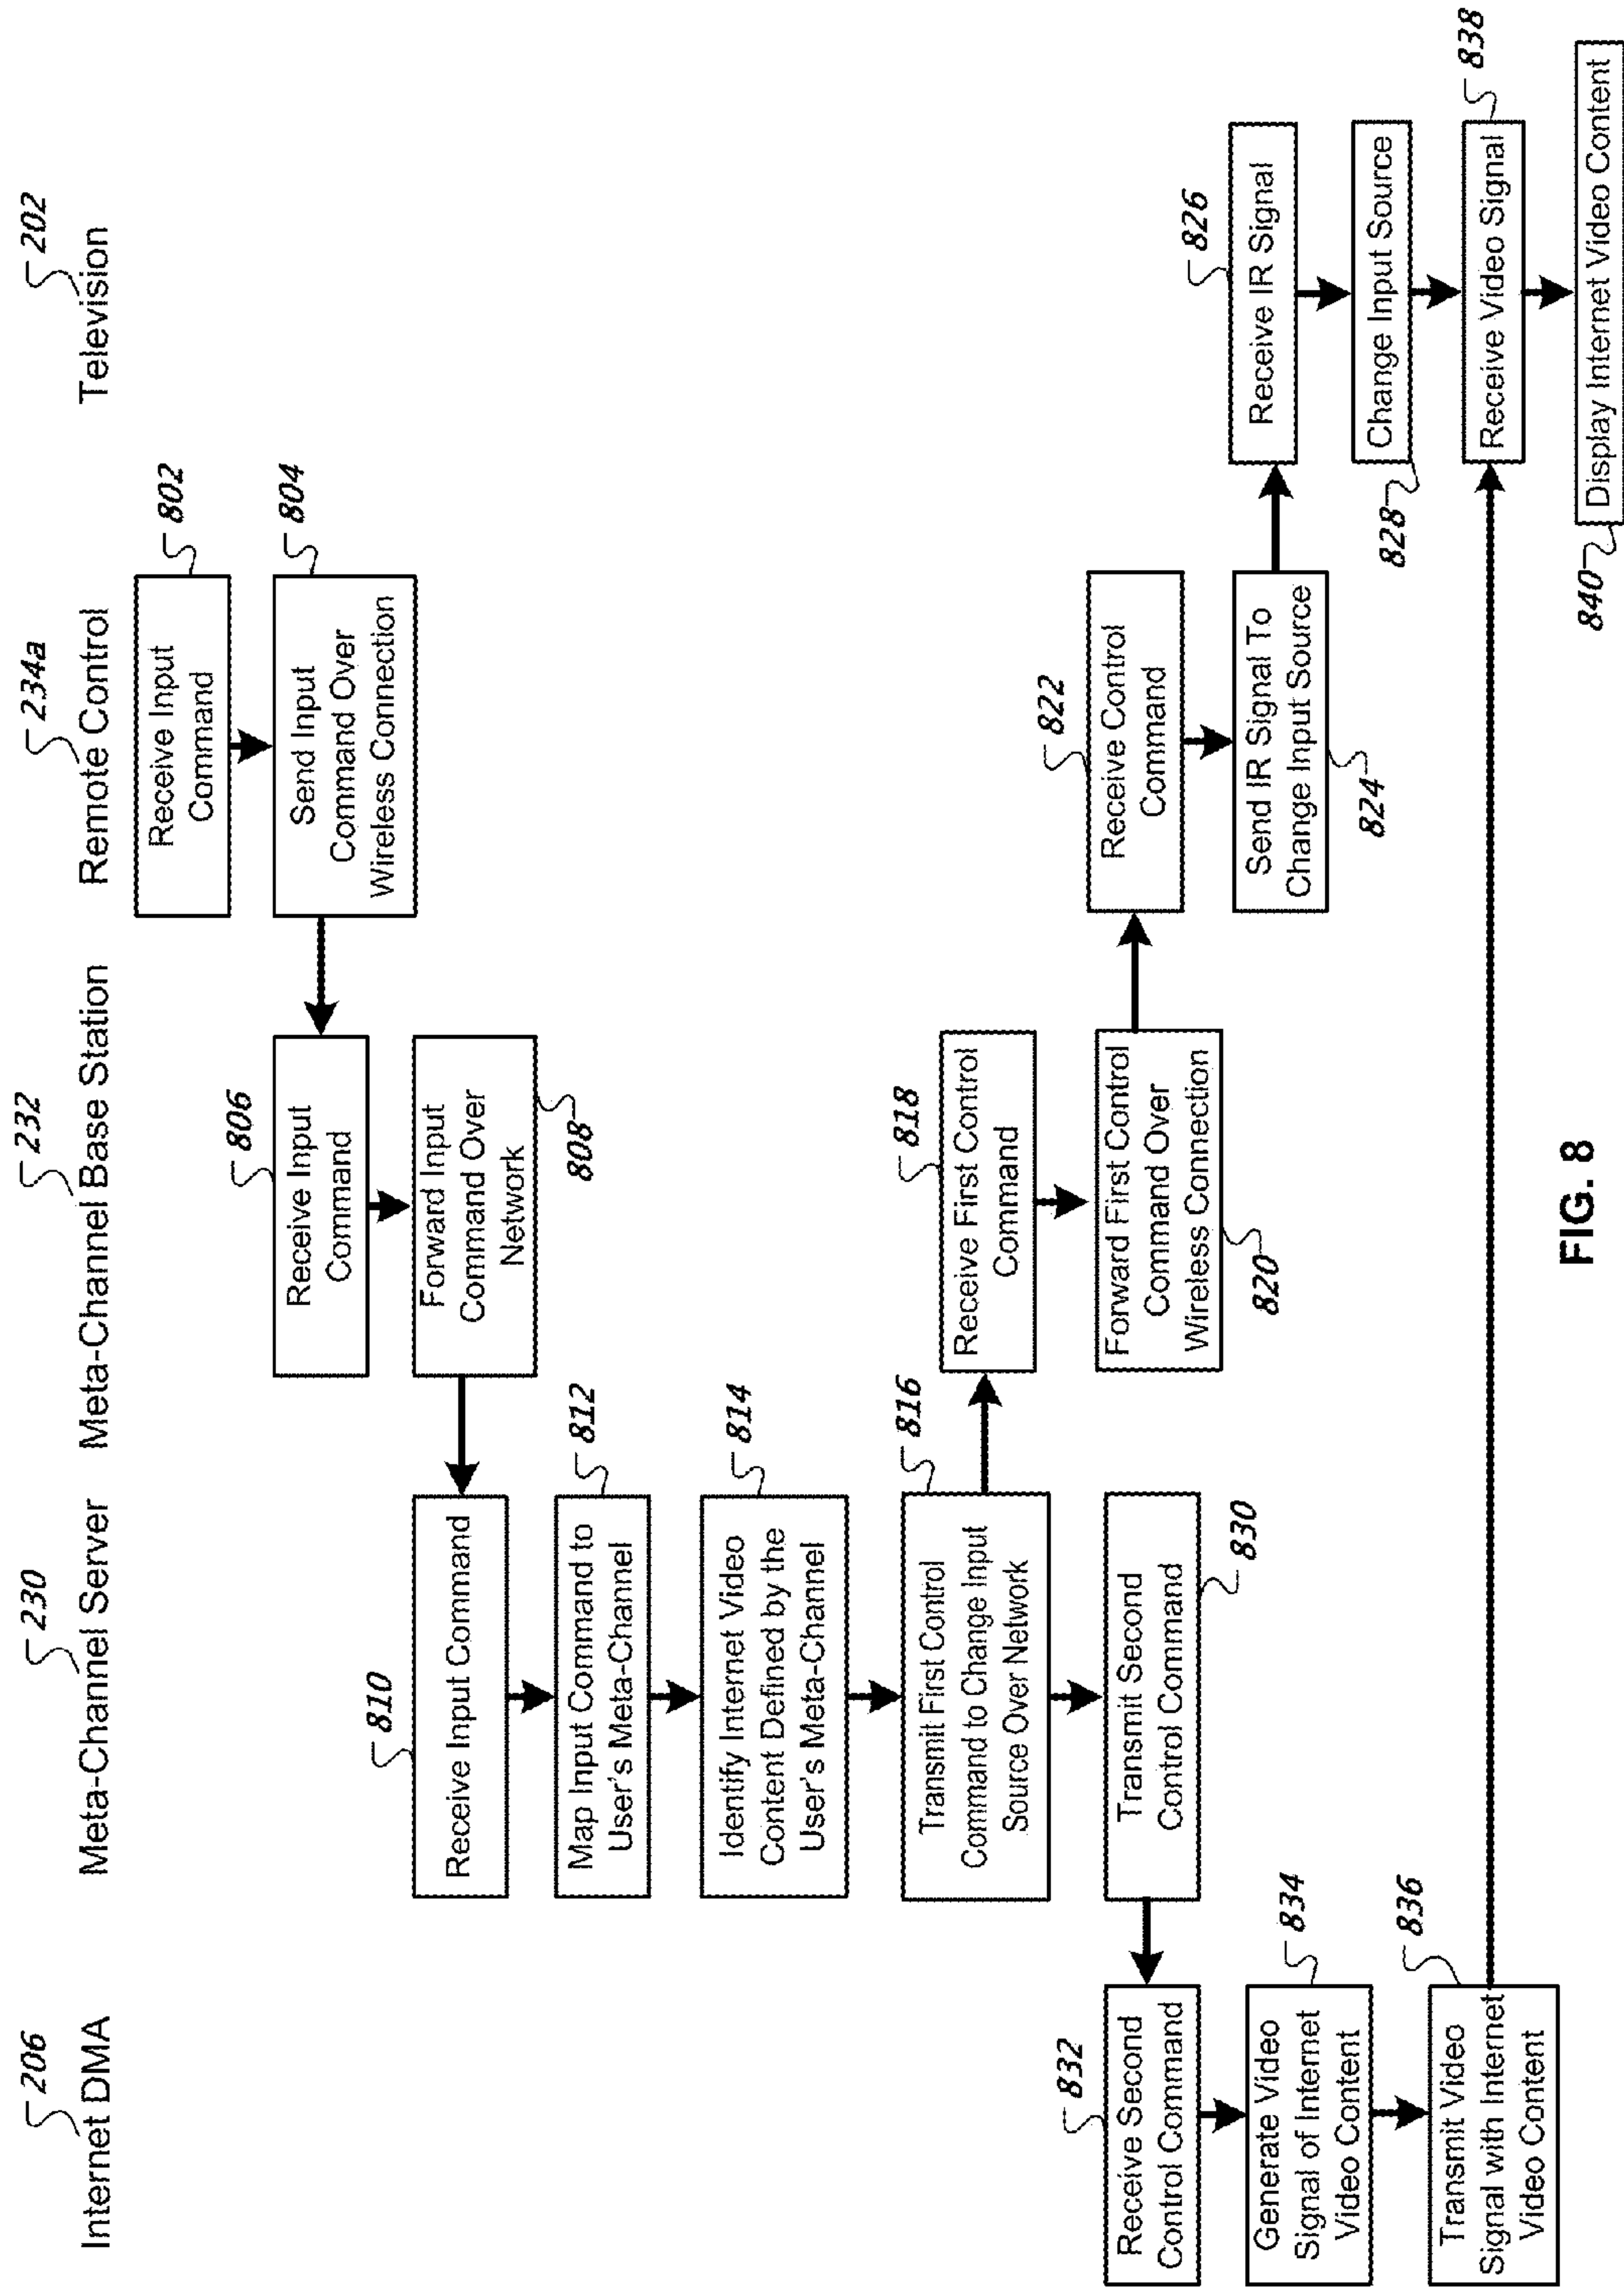 206
Internet DMA
230
Meta-Channel Server
232
Meta-Channel Base Station
234a
Remote Control
202
Television
802
Receive Input
Command
804
Send Input
Command Over
Wireless Connection
806
Receive Input
Command
Forward Input
Command Over
Network
808
810
Receive Input Command
812
Map Input Command to
User's Meta-Channel
814
Identify Internet Video
Content Defined by the
User's Meta-Channel
816
Transmit First Control
Command to Change Input
Source Over Network
818
Receive First Control
Command
Forward First Control
Command Over
Wireless Connection
820
822
Receive Control
Command
Send IR Signal To
Change Input Source
824
826
Receive IR Signal
Change Input Source
828
Transmit Second
Control Command
830
832
Receive Second
Control Command
834
Generate Video
Signal of Internet
Video Content
836
Transmit Video
Signal with Internet
Video Content
838
Receive Video Signal
840
Display Internet Video Content
FIG. 8